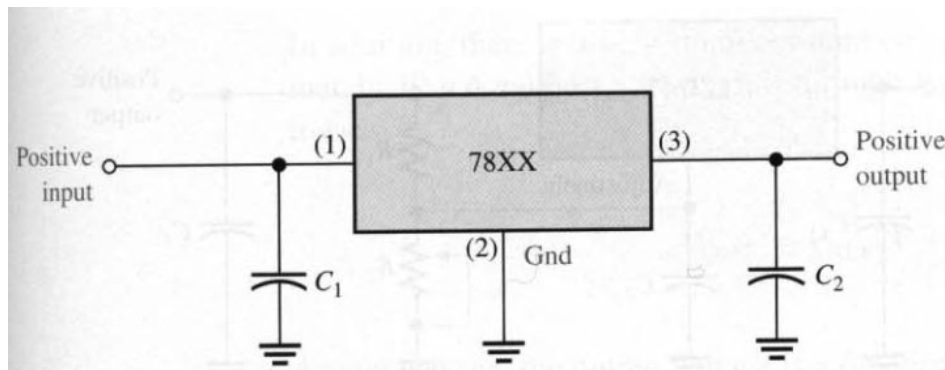 Positive
input
(1)
78XX
(3)
Positive
output
(2)
Gnd
C1
C2